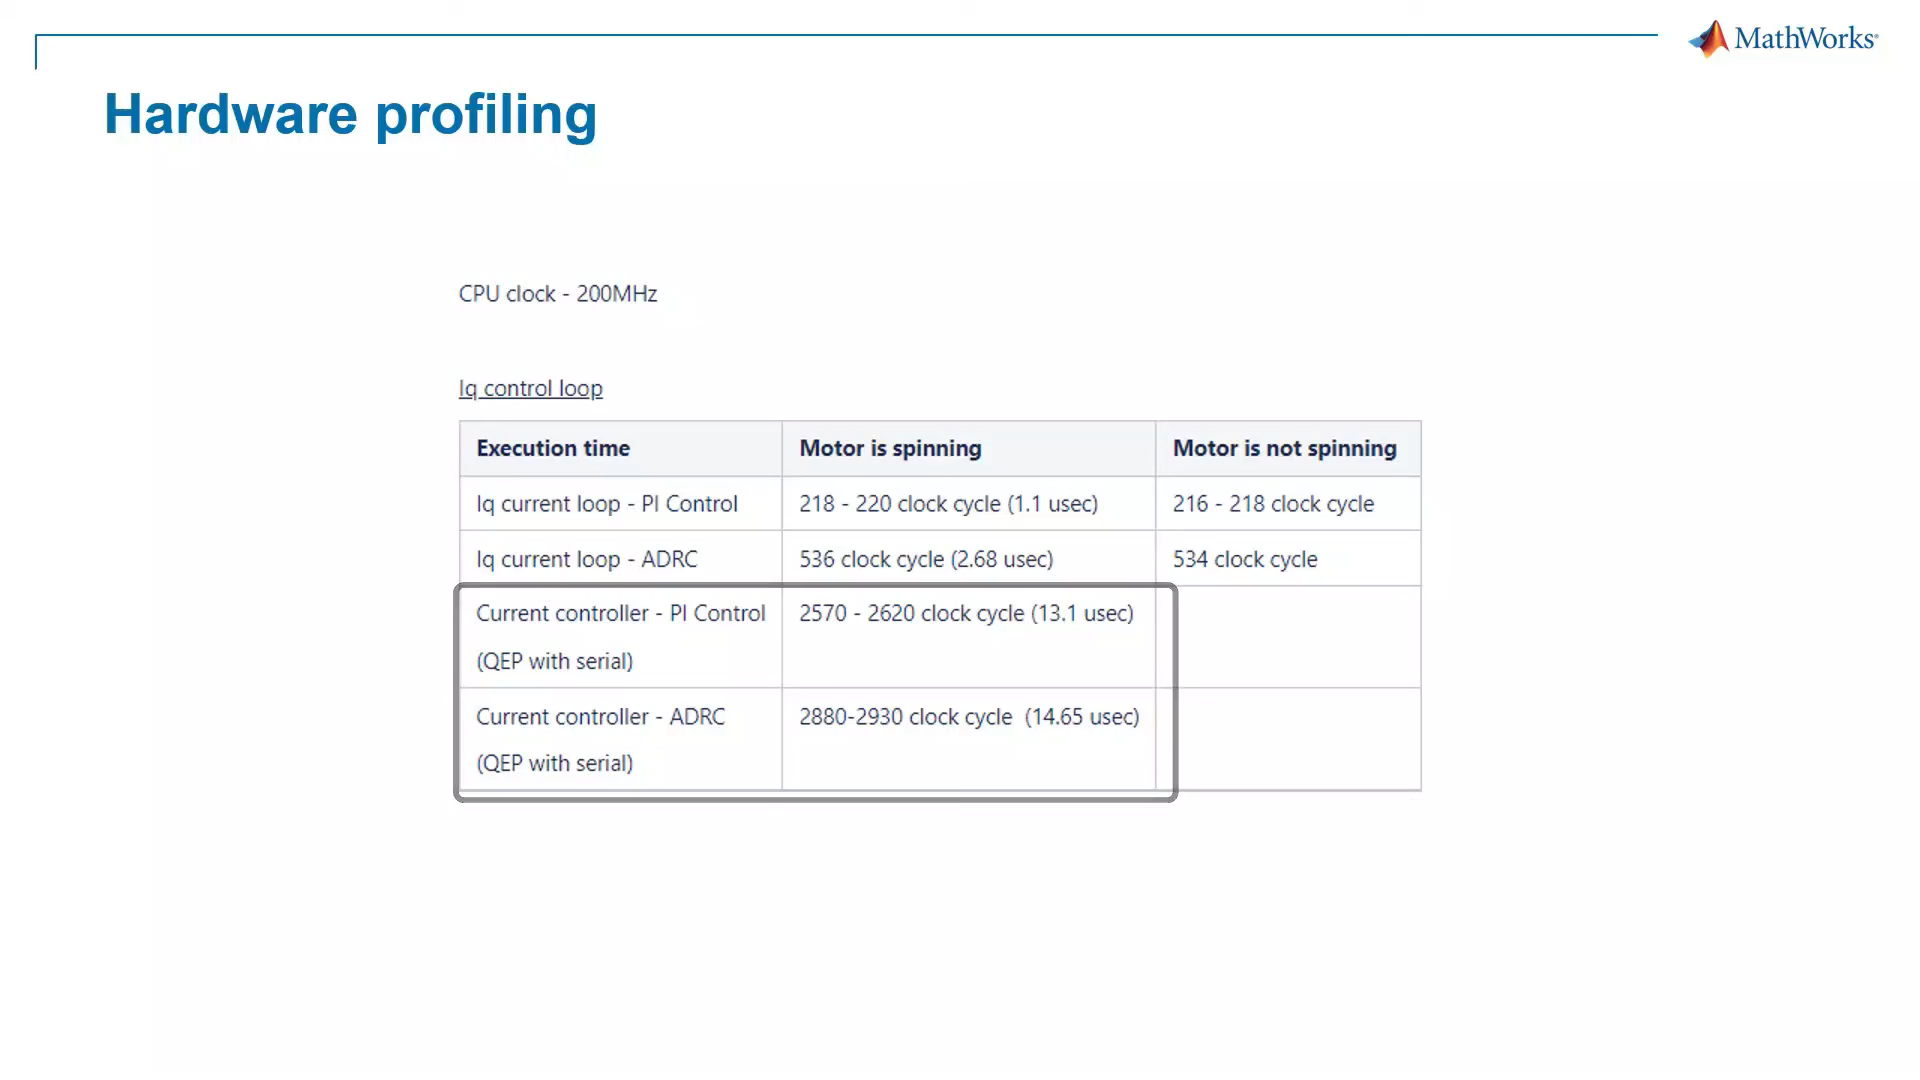 MathWorks®
Hardware profiling
CPU clock - 200MHz
Iq control loop
Execution time Motor is spinning Motor is not spinning
Iq current loop - PI Control 218 - 220 clock cycle (1.1 usec) 216 - 218 clock cycle
Iq current loop - ADRC 536 clock cycle (2.68 usec) 534 clock cycle
Current controller - PI Control 2570 - 2620 clock cycle (13.1 usec)
(QEP with serial)
Current controller - ADRC 2880-2930 clock cycle (14.65 usec)
(QEP with serial)